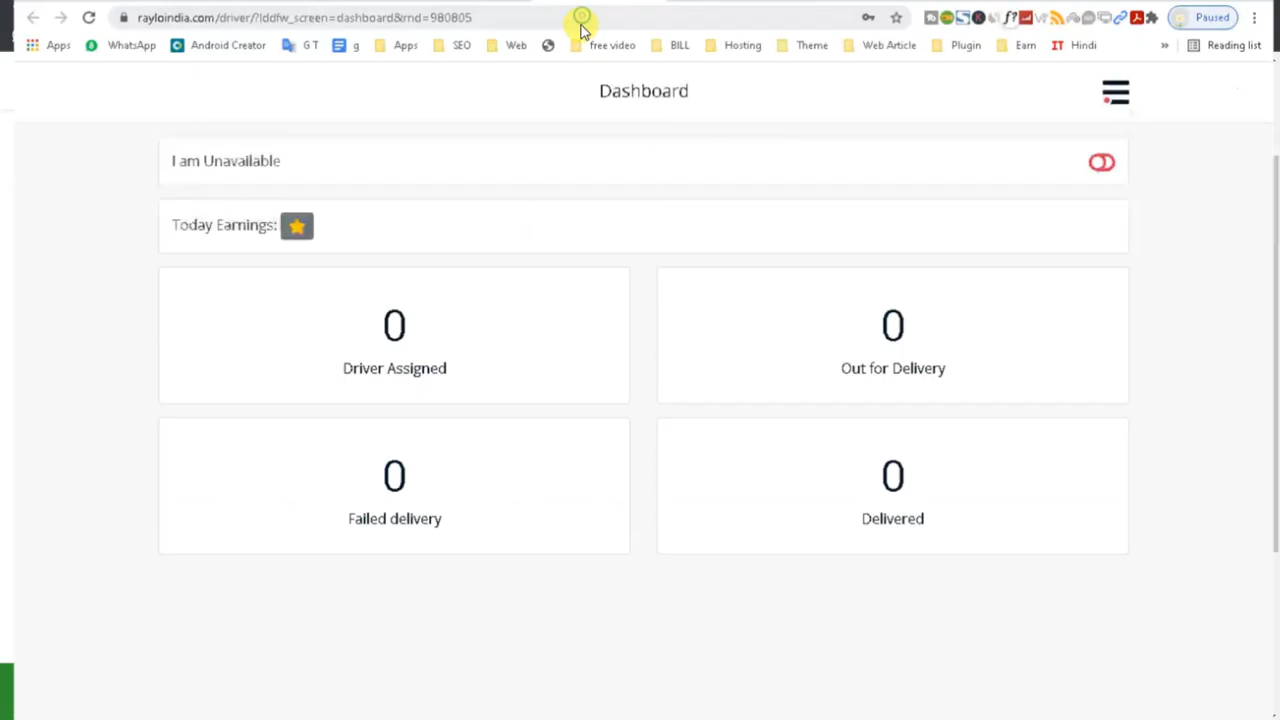 rayloindia.com/driver/?lddfw_screen=dashboard&rnd=980805
Paused
Apps WhatsApp Android Creator G T g Apps SEO Web free video BILL Hosting Theme Web Article Plugin Earn IT Hindi » Reading list
Dashboard
I am Unavailable
Today Earnings:
0
Driver Assigned
0
Out for Delivery
0
Failed delivery
0
Delivered